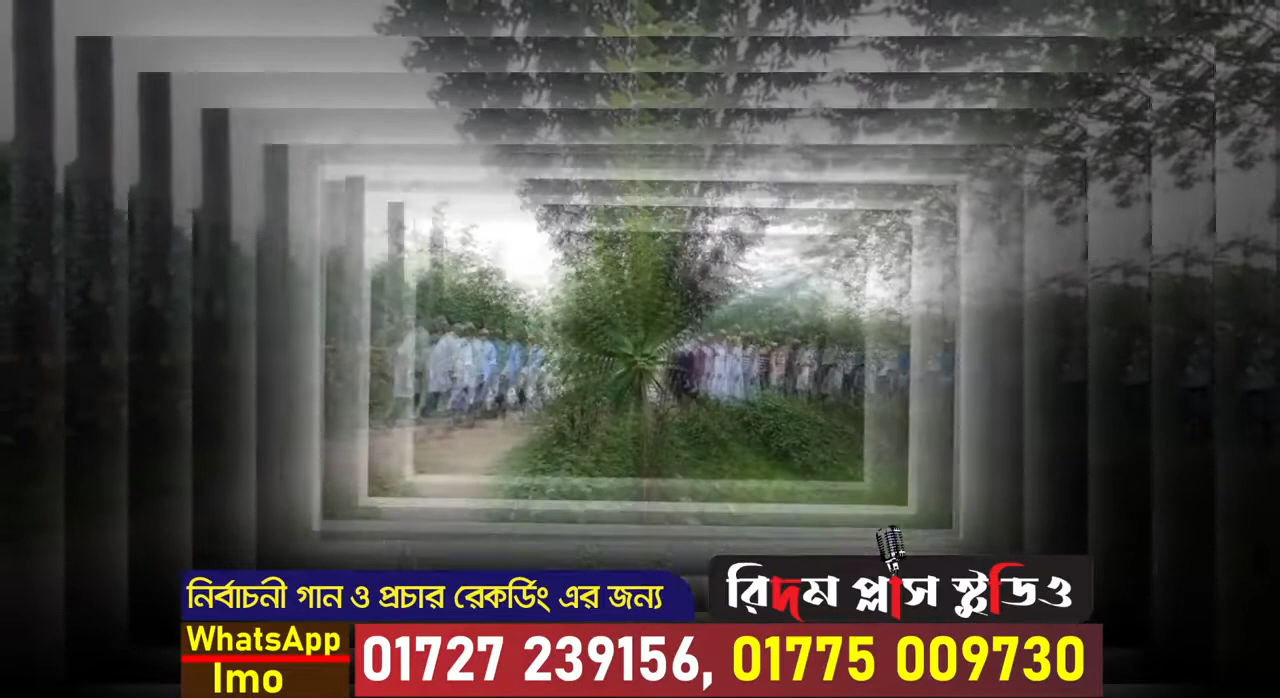 নির্বাচনী গান ও প্রচার রেকর্ডিং এর জন্য
রিদম প্লাস স্টুডিও
WhatsApp
Imo
01727 239156, 01775 009730